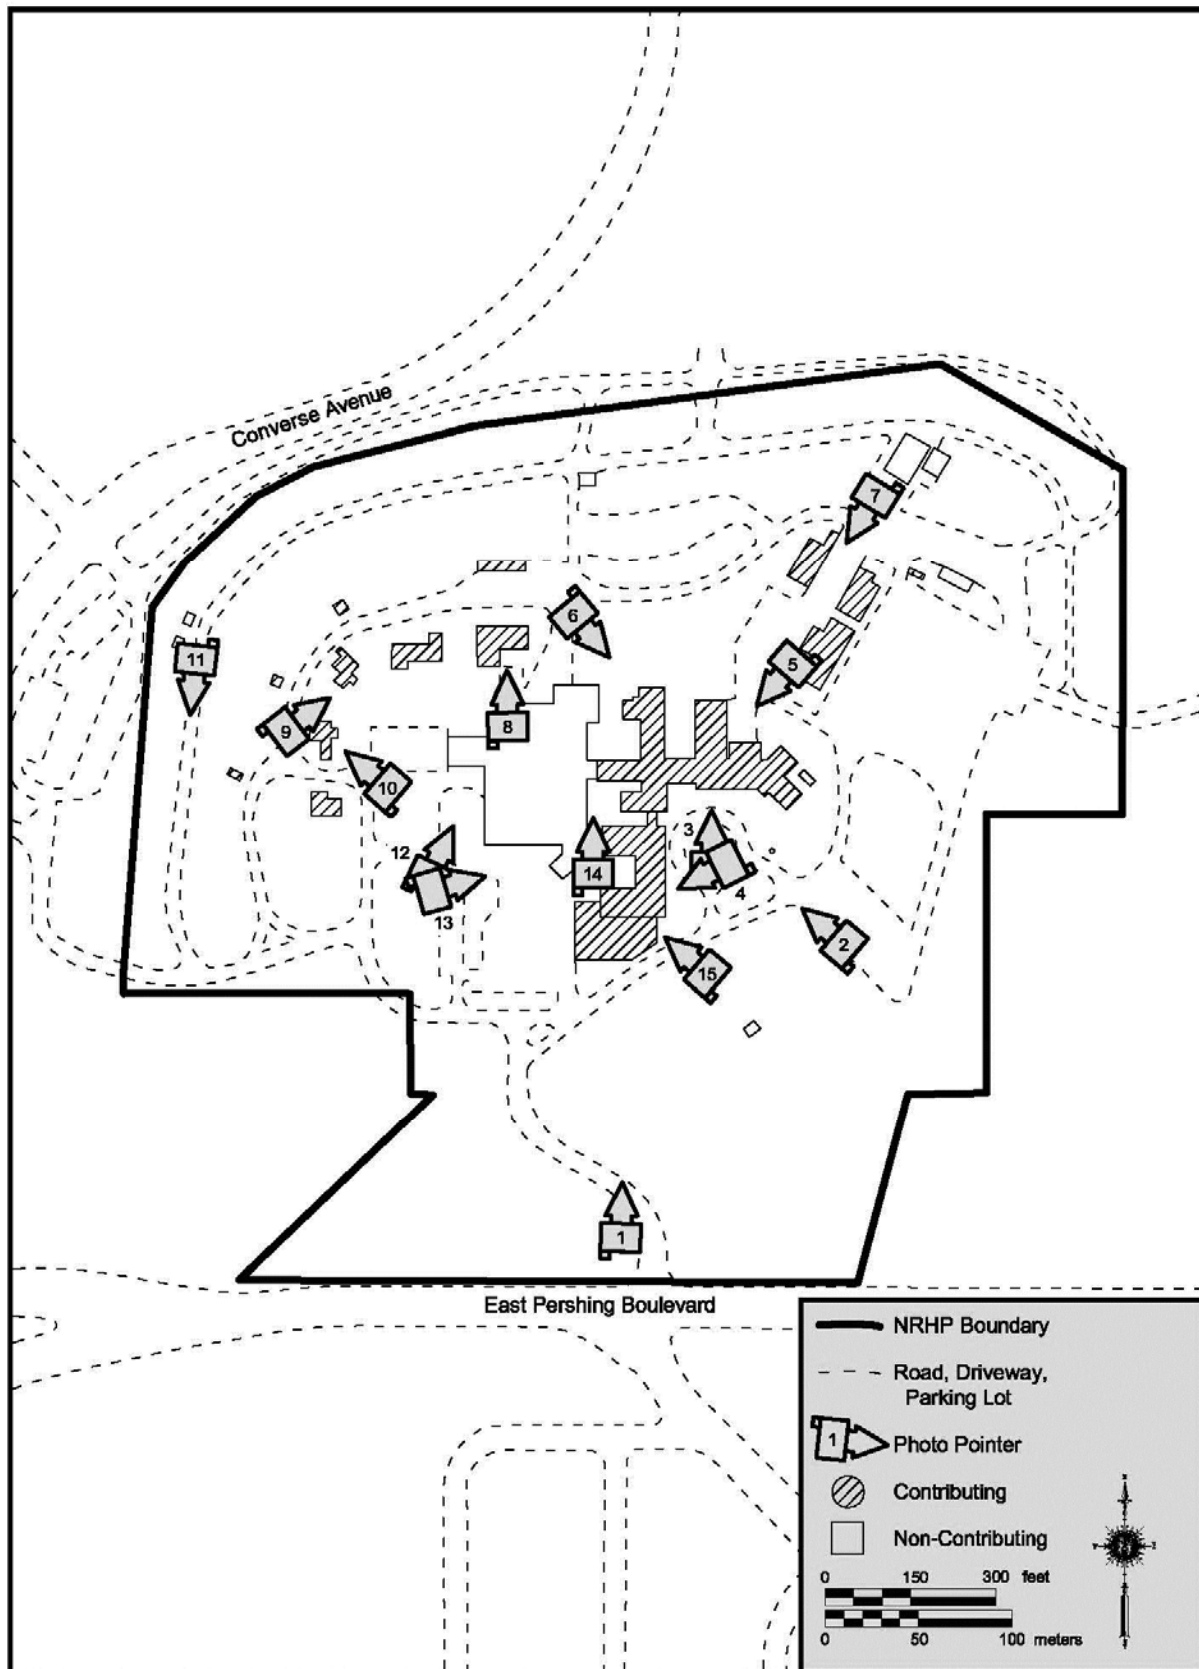 Converse Avenue
7
6
5
11
8
9
10
3
12
14
4
13
2
15
1
East Pershing Boulevard
NRHP Boundary
Road, Driveway,
Parking Lot
1 Photo Pointer
Contributing
Non-Contributing
0 150 300 feet
0 50 100 meters